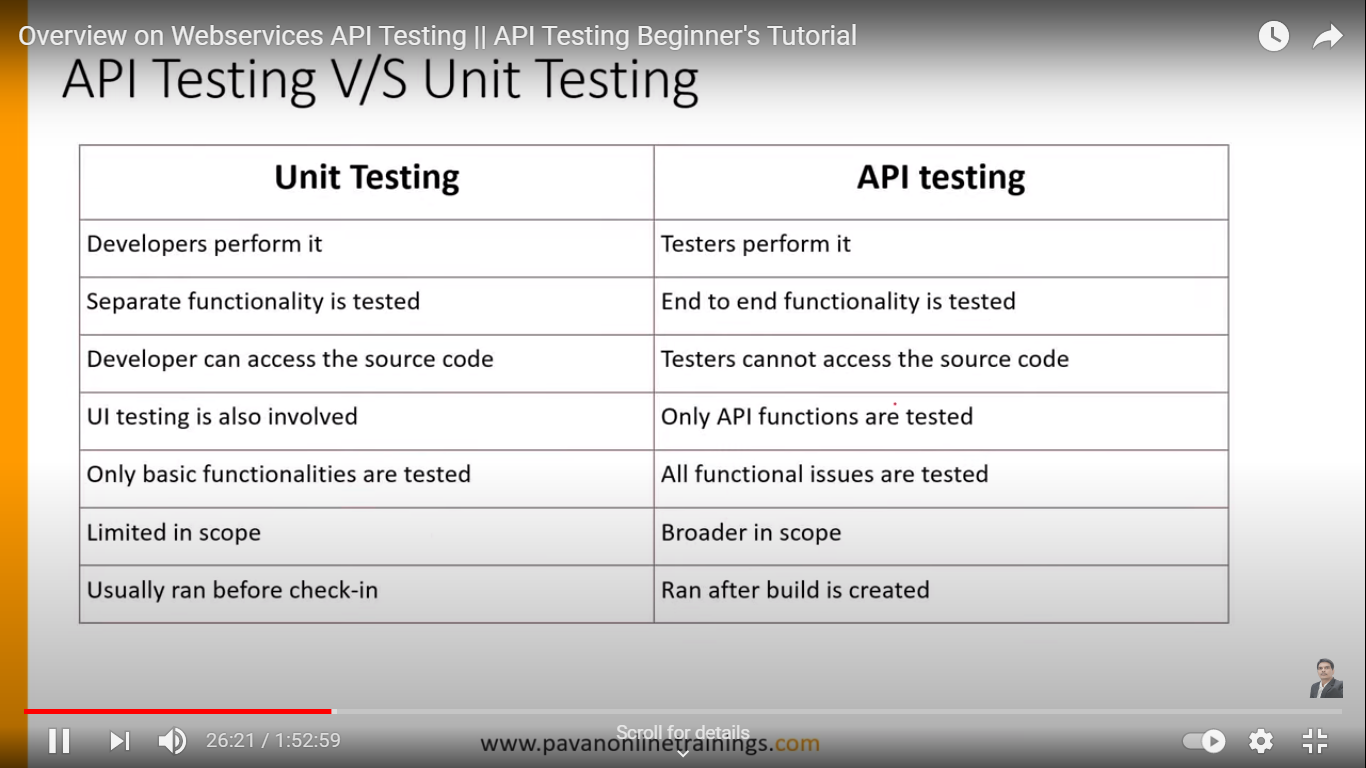 Overview on Webservices API Testing || API Testing Beginner's Tutorial
API Testing V/S Unit Testing
Unit Testing API testing
Developers perform it Testers perform it
Separate functionality is tested End to end functionality is tested
Developer can access the source code Testers cannot access the source code
UI testing is also involved Only API functions are tested
Only basic functionalities are tested All functional issues are tested
Limited in scope Broader in scope
Usually ran before check-in Ran after build is created
Scroll for details
26:21 / 1:52:59
www.pavanonlinetrainings.com